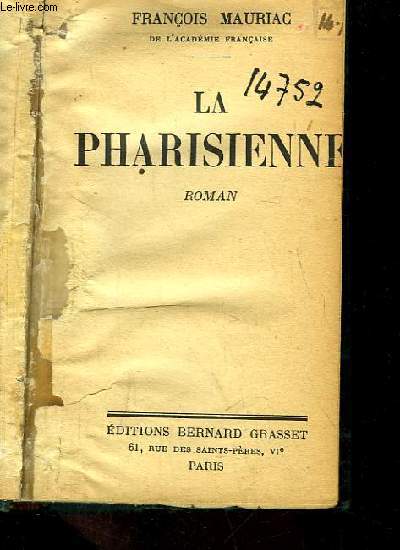 Le-livre.com
FRANÇOIS MAURIAC
DE L'ACADÉMIE FRANÇAISE
14752
LA
PHARISIENNE
ROMAN
ÉDITIONS BERNARD GRASSET
61, RUE DES SAINTS-PÈRES, VIᵉ
PARIS